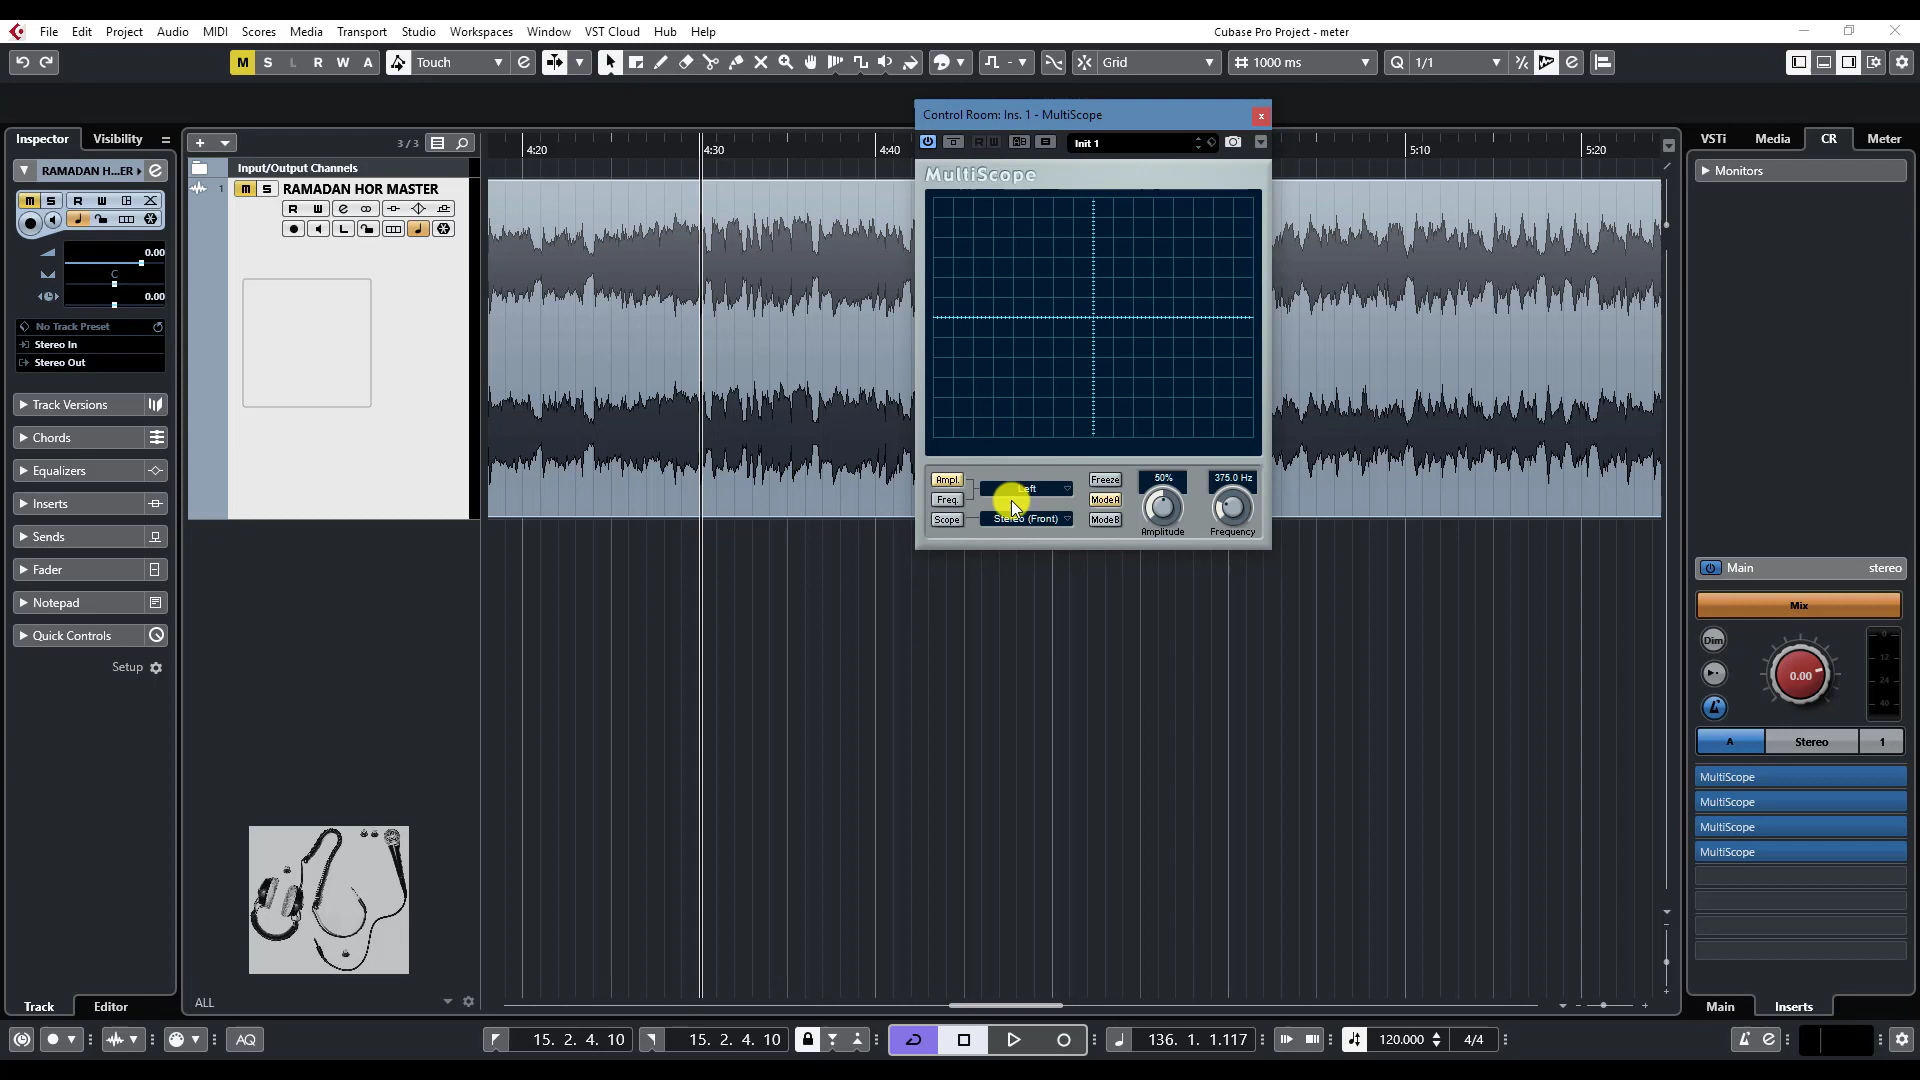 File Edit Project Audio MIDI Scores Media Transport Studio Workspaces Window VST Cloud Hub Help Cubase Pro Project - meter
M S L R W A Touch Grid 1000 ms Q 1/1
Inspector Visibility 3 / 3 4:20 4:30 4:40 5:10 5:20 VSTi Media CR Meter
RAMADAN H...ER
M S R W
0.00
C
0.00
No Track Preset
Stereo In
Stereo Out
Track Versions
Chords
Equalizers
Inserts
Sends
Fader
Notepad
Quick Controls
Setup
Track Editor
Input/Output Channels
1 m S RAMADAN HOR MASTER
R W
L
ALL
Control Room: Ins. 1 - MultiScope
R W Init 1
MultiScope
Ampl. Left Freeze 50% 375.0 Hz
Freq. Mode A
Scope Stereo (Front) Mode B Amplitude Frequency
Monitors
Main stereo
Mix
Dim
0.00
0
12
24
40
A Stereo 1
MultiScope
MultiScope
MultiScope
MultiScope
Main Inserts
AQ 15. 2. 4. 10 15. 2. 4. 10 136. 1. 1.117 120.000 4/4